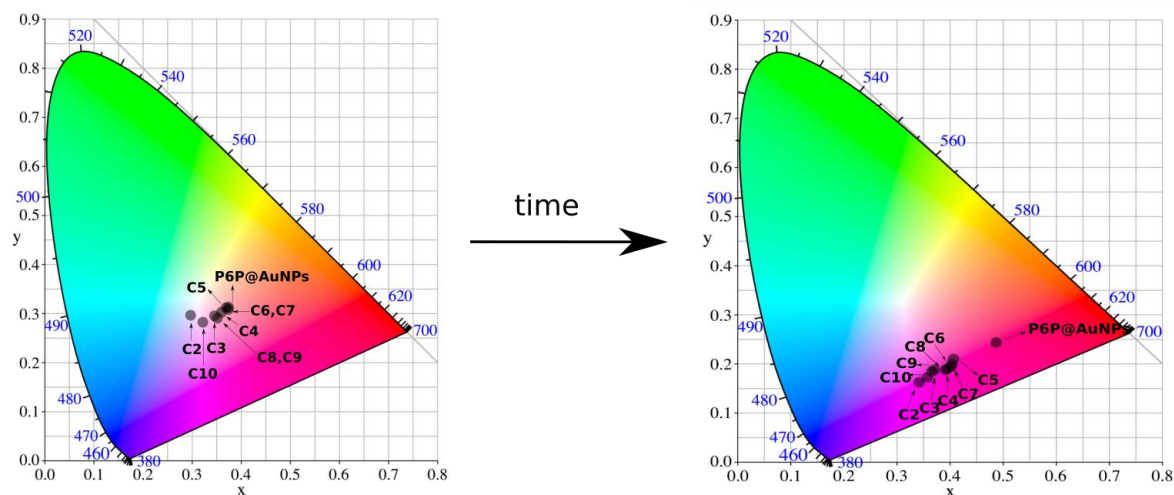 0.9
0.8
0.7
0.6
0.5
y
0.4
0.3
0.2
0.1
0.0
0.0 0.1 0.2 0.3 0.4 0.5 0.6 0.7 0.8
x
520
540
560
580
600
620
700
500
490
480
470
460
380
P6P@AuNPs
C5
C6,C7
C4
C2
C3
C8,C9
C10
time
0.9
0.8
0.7
0.6
0.5
y
0.4
0.3
0.2
0.1
0.0
0.0 0.1 0.2 0.3 0.4 0.5 0.6 0.7 0.8
x
520
540
560
580
600
620
700
500
490
480
470
460
380
P6P@AuNPs
C6
C8
C9
C10
C5
C7
C2
C3
C4